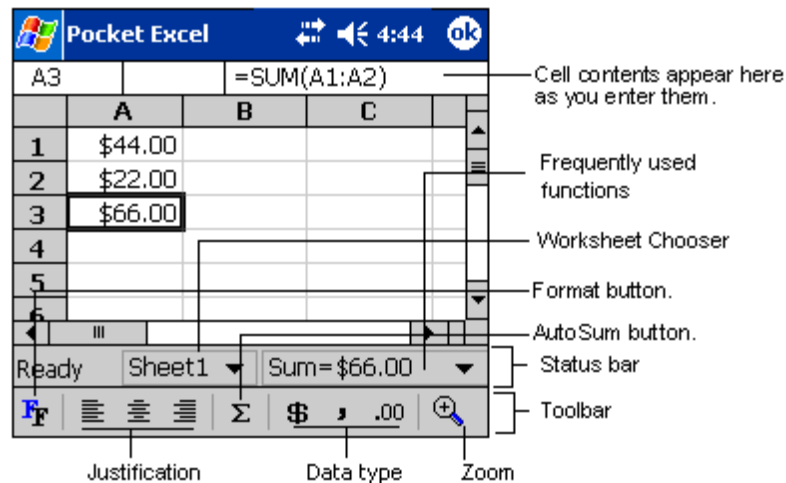 Pocket Excel 4:44 ok
A3 =SUM(A1:A2)
Cell contents appear here
as you enter them.
A B C
1 $44.00
2 $22.00
3 $66.00
4
5
6
Frequently used
functions
Worksheet Chooser
Format button.
AutoSum button.
Ready Sheet1 Sum=$66.00
Status bar
FF Σ $ , .00
Toolbar
Justification Data type Zoom